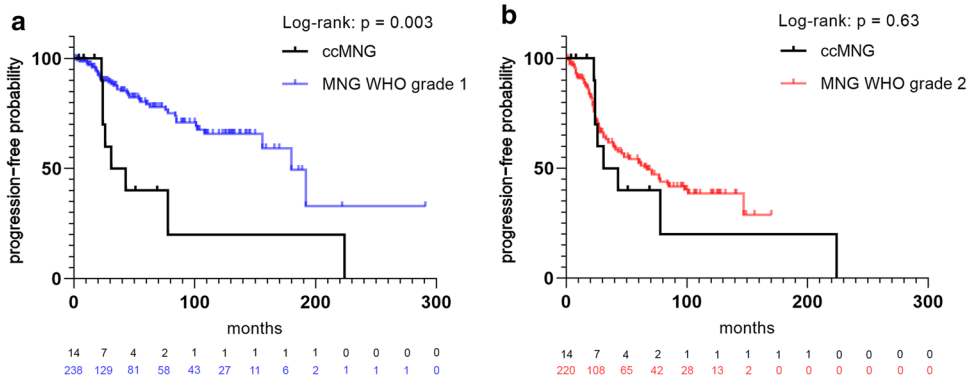 a
Log-rank: p = 0.003
ccMNG
MNG WHO grade 1
progression−free probability
100
50
0
0 100 200 300
months
14 7 4 2 1 1 1 1 1 0 0 0 0
238 129 81 58 43 27 11 6 2 1 1 1 0
b
Log-rank: p = 0.63
ccMNG
MNG WHO grade 2
progression−free probability
100
50
0
0 100 200 300
months
14 7 4 2 1 1 1 1 1 0 0 0 0
220 108 65 42 28 13 2 0 0 0 0 0 0